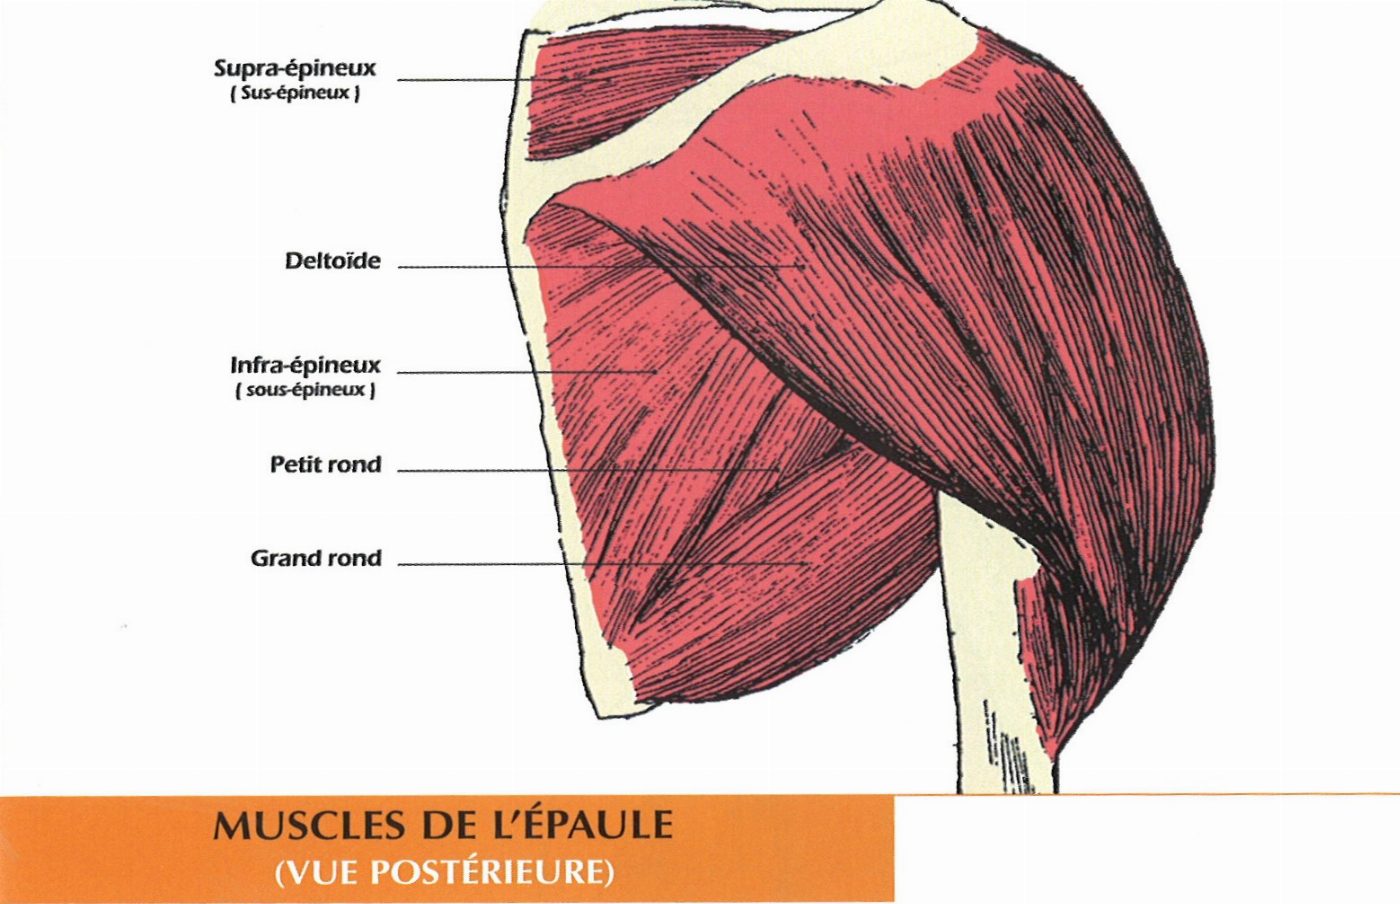 Supra-épineux
( Sus-épineux )
Deltoïde
Infra-épineux
( sous-épineux )
Petit rond
Grand rond
MUSCLES DE L'ÉPAULE
(VUE POSTÉRIEURE)